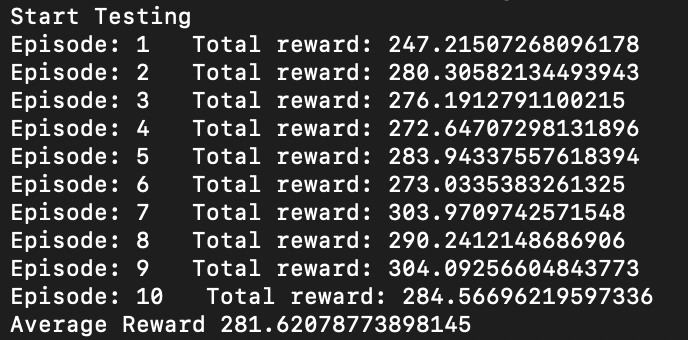 Start Testing
Episode: 1   Total reward: 247.21507268096178
Episode: 2   Total reward: 280.30582134493943
Episode: 3   Total reward: 276.1912791100215
Episode: 4   Total reward: 272.64707298131896
Episode: 5   Total reward: 283.94337557618394
Episode: 6   Total reward: 273.0335383261325
Episode: 7   Total reward: 303.9709742571548
Episode: 8   Total reward: 290.2412148686906
Episode: 9   Total reward: 304.09256604843773
Episode: 10   Total reward: 284.56696219597336
Average Reward 281.62078773898145